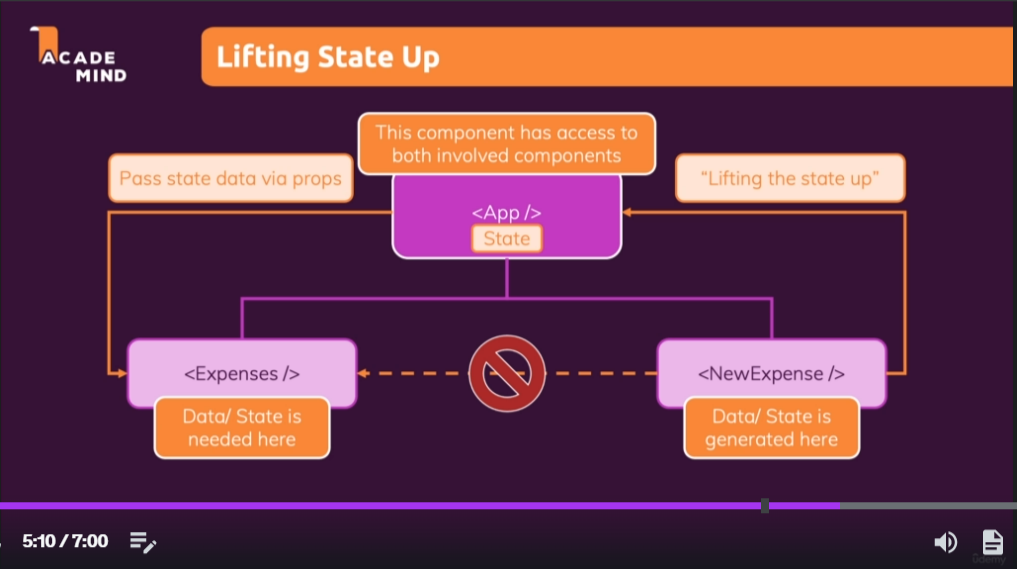 ACADE
MIND
Lifting State Up
This component has access to
both involved components
Pass state data via props
"Lifting the state up"
<App />
State
<Expenses />
<NewExpense />
Data/ State is
needed here
Data/ State is
generated here
5:10 / 7:00
ûdemy